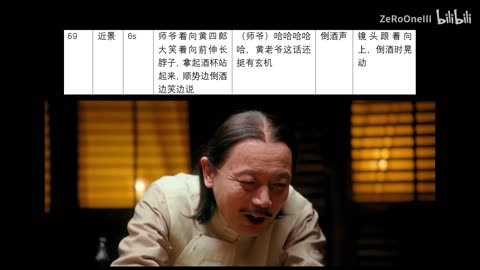 ZeRoOneIII bilibili
69 近景 6s 师爷看向黄四郎 (师爷)哈哈哈哈 倒酒声 镜头跟着向
大笑着向前伸长 哈,黄老爷这话还 上,倒酒时晃
脖子,拿起酒杯站 挺有玄机 动
起来,顺势边倒酒
边笑边说